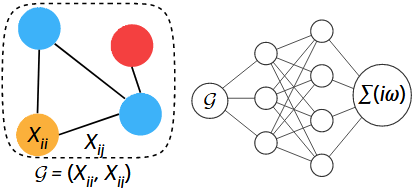 X_ii
X_ij
𝒢 = (X_ii, X_ij)
𝒢
∑(iω)